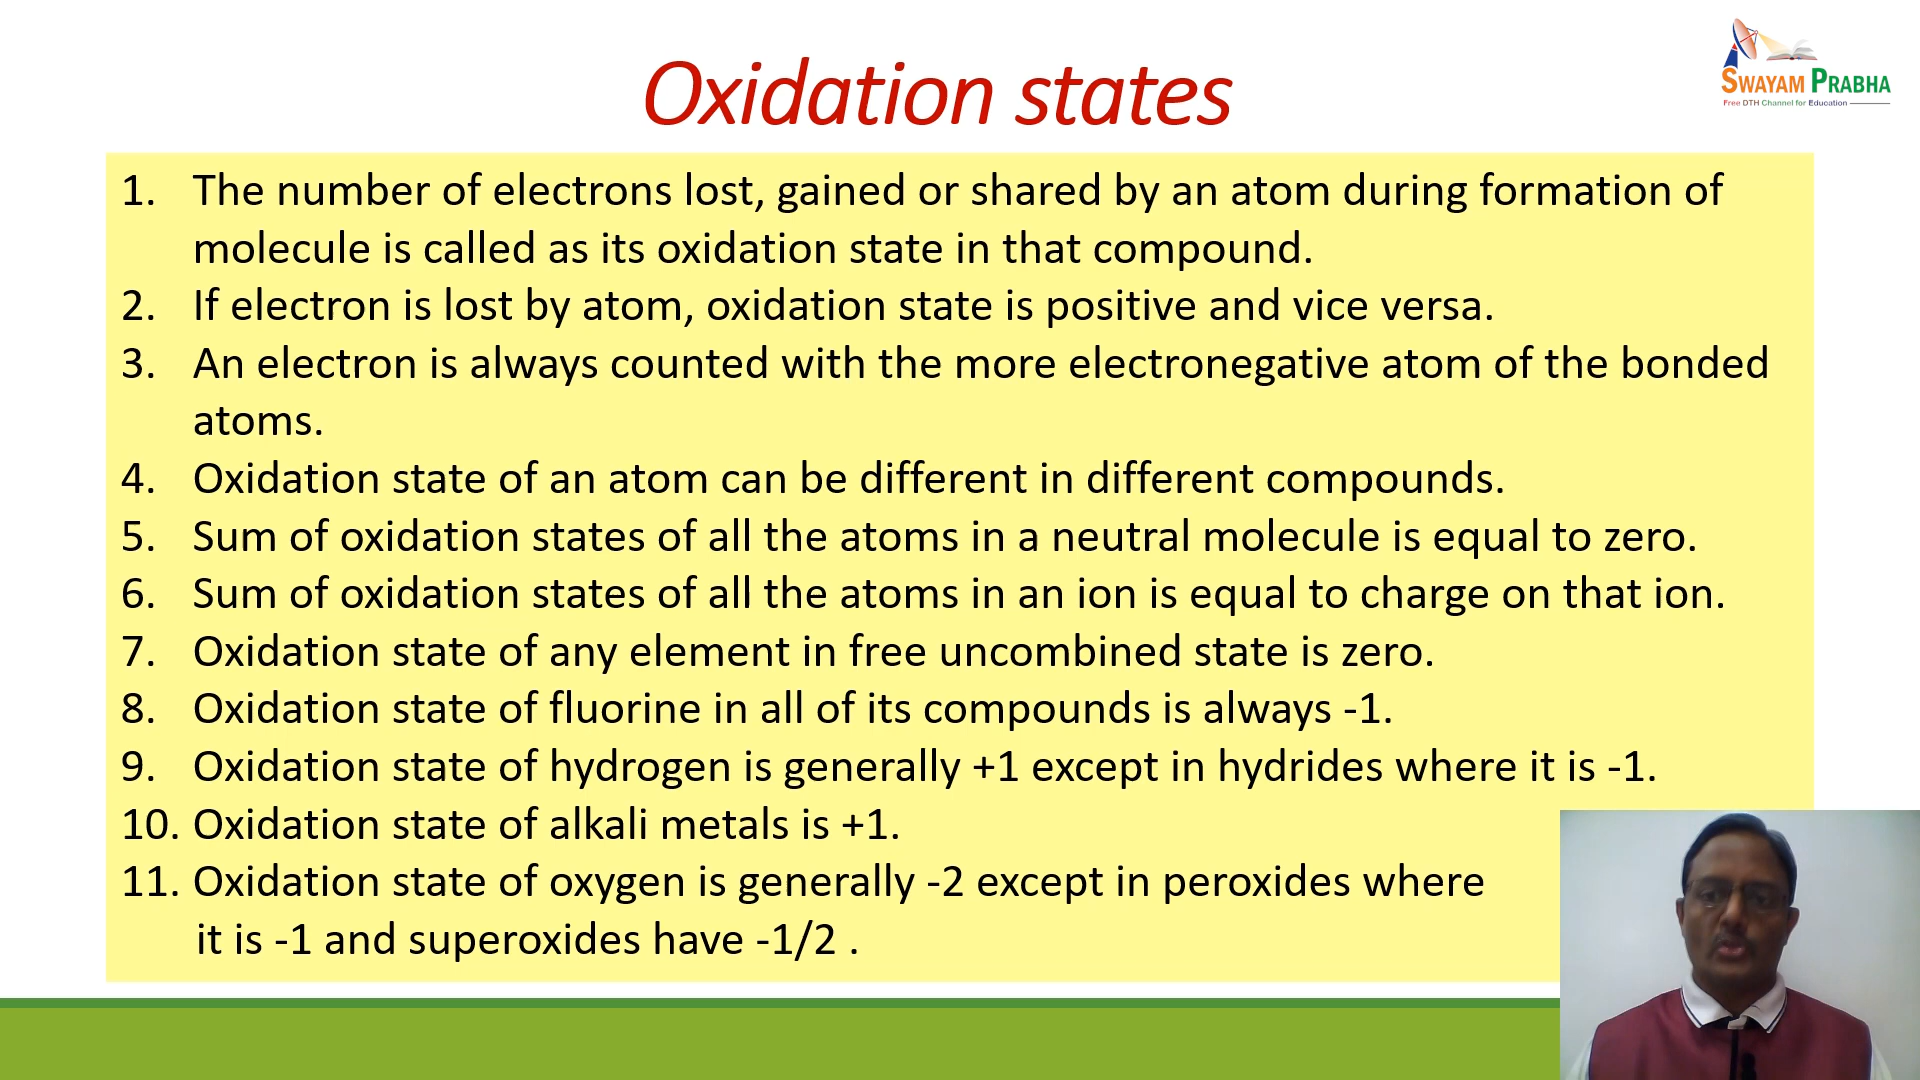 Oxidation states
SWAYAM PRABHA
Free DTH Channel for Education
1. The number of electrons lost, gained or shared by an atom during formation of
molecule is called as its oxidation state in that compound.
2. If electron is lost by atom, oxidation state is positive and vice versa.
3. An electron is always counted with the more electronegative atom of the bonded
atoms.
4. Oxidation state of an atom can be different in different compounds.
5. Sum of oxidation states of all the atoms in a neutral molecule is equal to zero.
6. Sum of oxidation states of all the atoms in an ion is equal to charge on that ion.
7. Oxidation state of any element in free uncombined state is zero.
8. Oxidation state of fluorine in all of its compounds is always -1.
9. Oxidation state of hydrogen is generally +1 except in hydrides where it is -1.
10. Oxidation state of alkali metals is +1.
11. Oxidation state of oxygen is generally -2 except in peroxides where
it is -1 and superoxides have -1/2 .